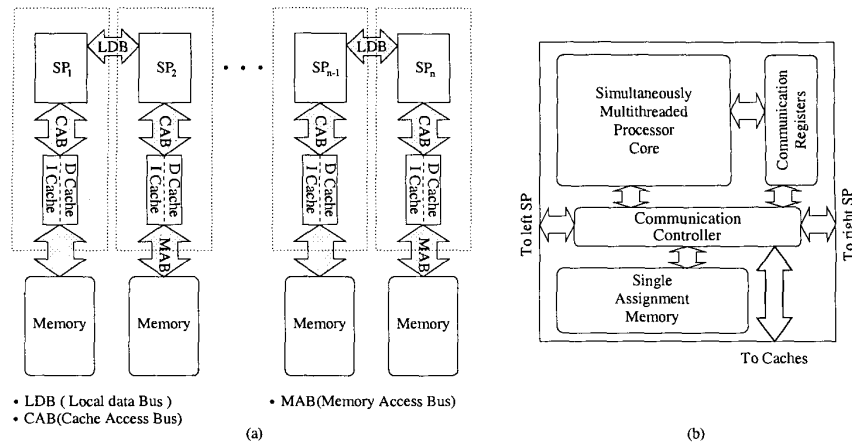 LDB
LDB
SP1
SP2
. . .
SPn-1
SPn
CAB
CAB
CAB
CAB
I Cache
D Cache
I Cache
D Cache
I Cache
D Cache
I Cache
D Cache
MAB
MAB
Memory
Memory
Memory
Memory
• LDB ( Local data Bus )
• CAB(Cache Access Bus)
• MAB(Memory Access Bus)
(a)
Simultaneously
Multithreaded
Processor
Core
Communication
Registers
To left SP
Communication
Controller
To right SP
Single
Assignment
Memory
To Caches
(b)